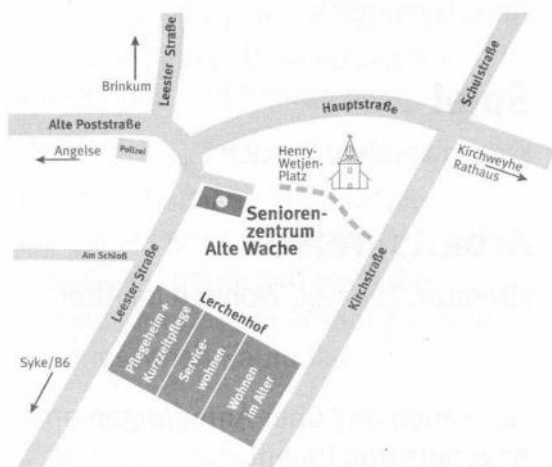 Leester Straße
Brinkum
Schulstraße
Hauptstraße
Alte Poststraße
Angelse
Polizei
Henry-
Wetjen-
Platz
Kirchweyhe
Rathaus
Senioren-
zentrum
Alte Wache
Am Schloß
Leester Straße
Kirchstraße
Lerchenhof
Pflegeheim +
Kurzzeitpflege
Service-
wohnen
Wohnen
im Alter
Syke/B6